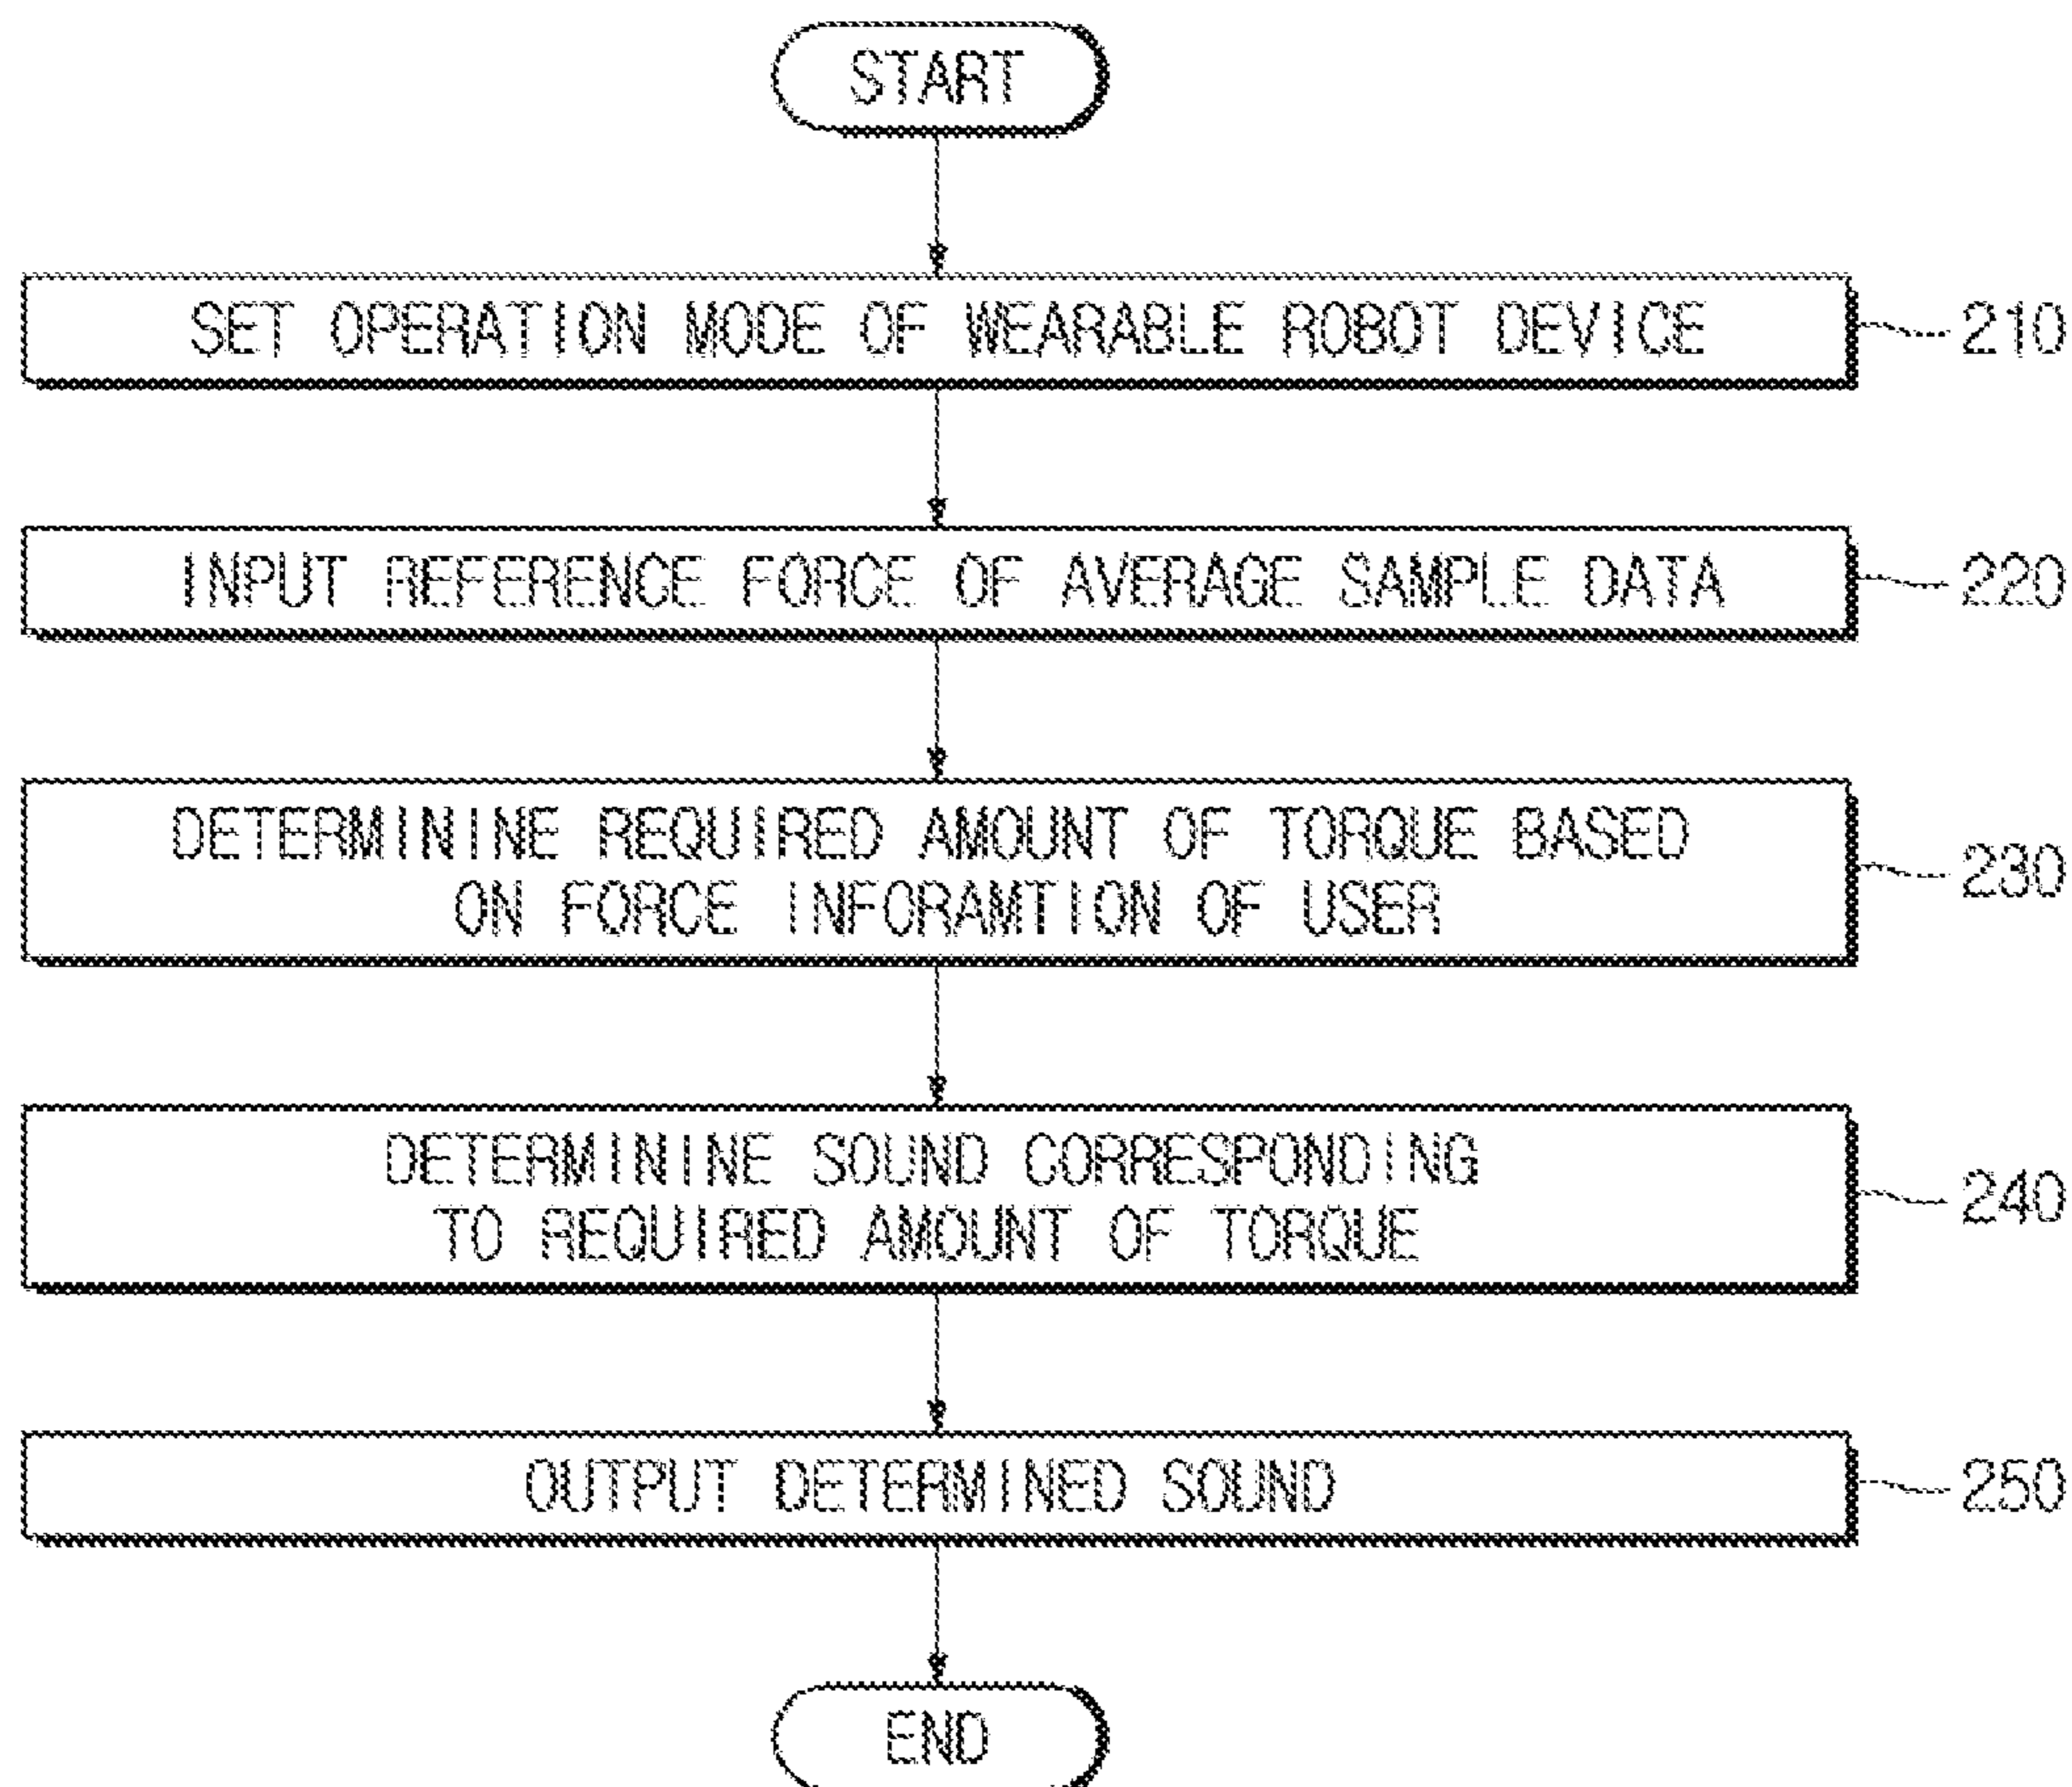 START
SET OPERATION MODE OF WEARABLE ROBOT DEVICE
210
INPUT REFERENCE FORCE OF AVERAGE SAMPLE DATA
220
DETERMININE REQUIRED AMOUNT OF TORQUE BASED
ON FORCE INFORAMTION OF USER
230
DETERMININE SOUND CORRESPONDING
TO REQUIRED AMOUNT OF TORQUE
240
OUTPUT DETERMINED SOUND
250
END